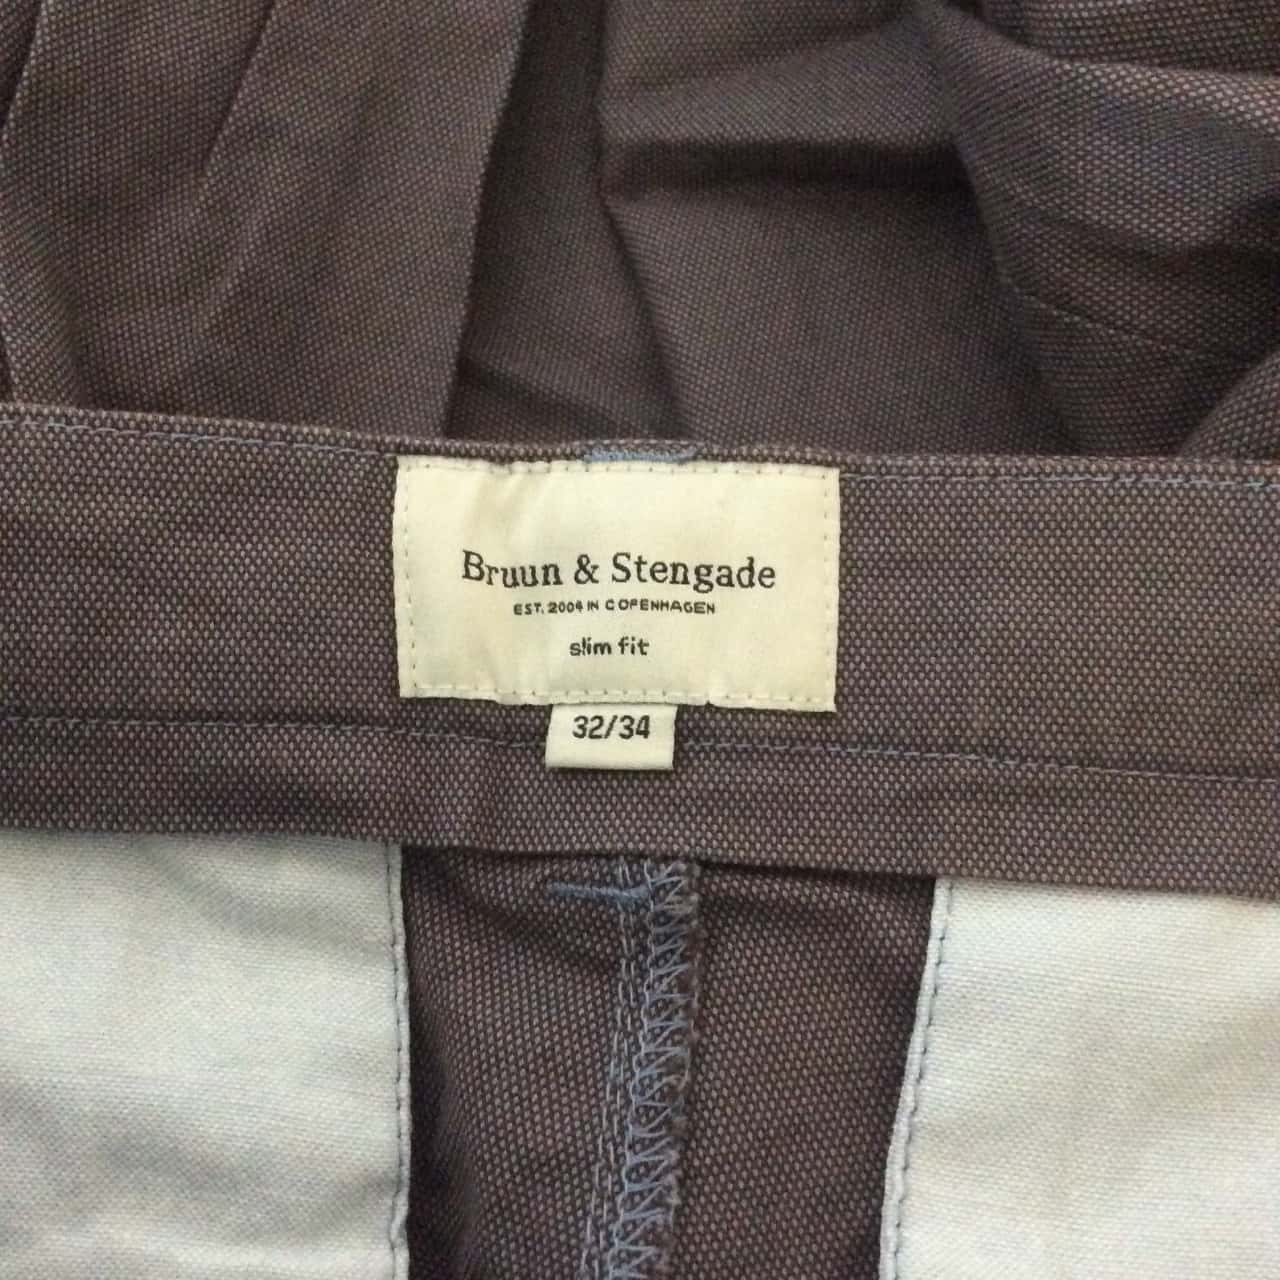 Bruun & Stengade
EST. 2004 IN COPENHAGEN
slim fit
32/34